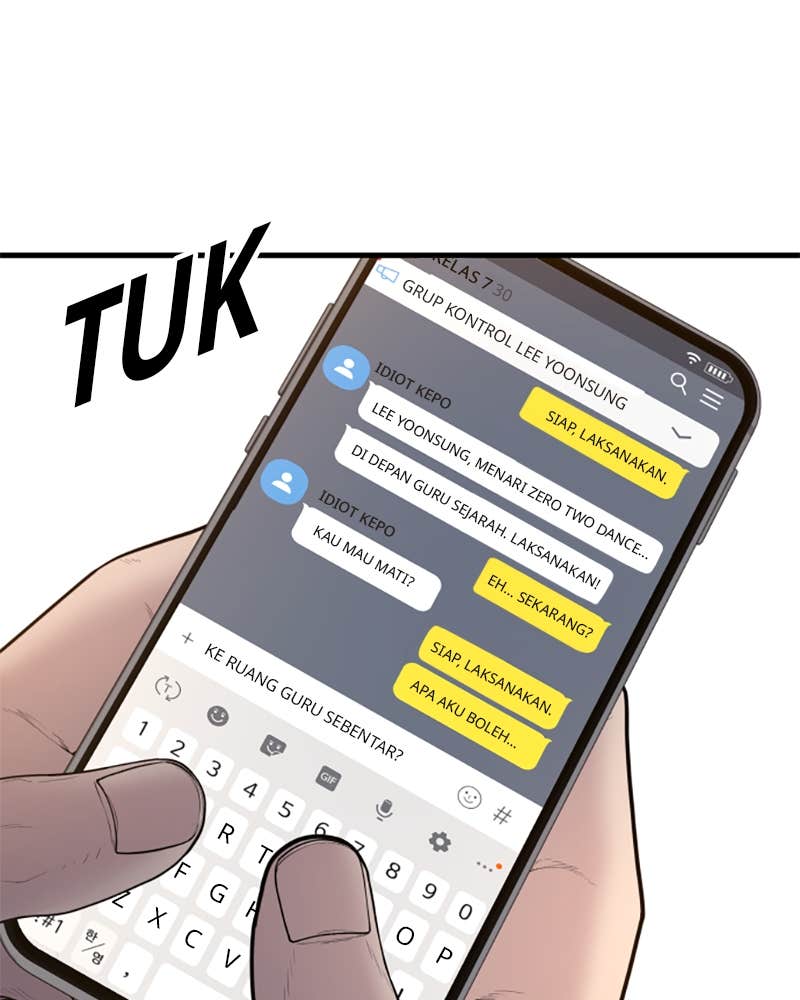 TUK
KELAS 7 30
GRUP KONTROL LEE YOONSUNG
SIAP, LAKSANAKAN.
IDIOT KEPO
LEE YOONSUNG, MENARI ZERO TWO DANCE...
DI DEPAN GURU SEJARAH. LAKSANAKAN!
EH... SEKARANG?
IDIOT KEPO
KAU MAU MATI?
SIAP, LAKSANAKAN.
APA AKU BOLEH...
+ KE RUANG GURU SEBENTAR?
T GIF #
1 2 3 4 5 6 7 8 9 0
R T O P
F G H L
Z X C V
!#1 한/영 ,